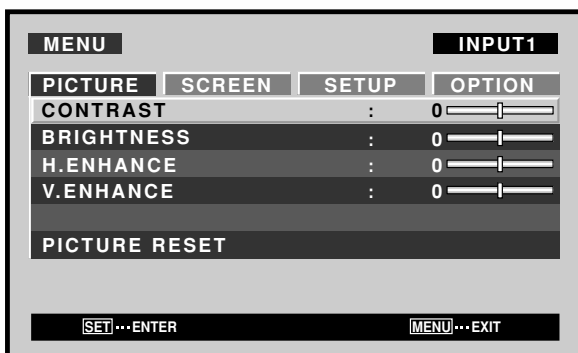 MENU INPUT1
PICTURE SCREEN SETUP OPTION
CONTRAST : 0
BRIGHTNESS : 0
H.ENHANCE : 0
V.ENHANCE : 0
PICTURE RESET
SET ••• ENTER MENU ••• EXIT